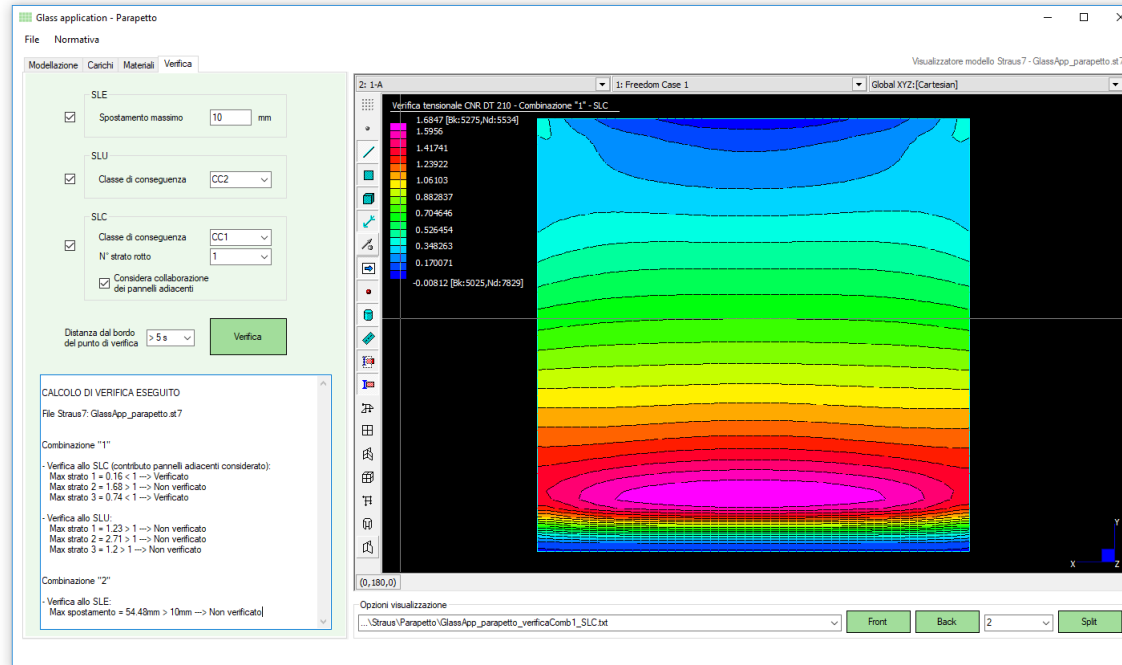 Glass application - Parapetto
File Normativa
Modellazione Carichi Materiali Verifica
Visualizzatore modello Straus7 - GlassApp_parapetto.st7
SLE
Spostamento massimo 10 mm
SLU
Classe di conseguenza CC2
SLC
Classe di conseguenza CC1
N° strato rotto 1
Considera collaborazione
dei pannelli adiacenti
Distanza dal bordo
del punto di verifica > 5 s Verifica
CALCOLO DI VERIFICA ESEGUITO
File Straus7: GlassApp_parapetto.st7
Combinazione "1"
- Verifica allo SLC (contributo pannelli adiacenti considerato):
Max strato 1 = 0.16 < 1 ---> Verificato
Max strato 2 = 1.68 > 1 ---> Non verificato
Max strato 3 = 0.74 < 1 ---> Verificato
- Verifica allo SLU:
Max strato 1 = 1.23 > 1 ---> Non verificato
Max strato 2 = 2.71 > 1 ---> Non verificato
Max strato 3 = 1.2 > 1 ---> Non verificato
Combinazione "2"
- Verifica allo SLE:
Max spostamento = 54.48mm > 10mm ---> Non verificato
2: 1-A 1: Freedom Case 1 Global XYZ:[Cartesian]
Verifica tensionale CNR DT 210 - Combinazione "1" - SLC
1.6847 [Bk:5275,Nd:5534]
1.5956
1.41741
1.23922
1.06103
0.882837
0.704646
0.526454
0.348263
0.170071
-0.00812 [Bk:5025,Nd:7829]
Y
X Z
(0,180,0)
Opzioni visualizzazione
...\Straus\Parapetto\GlassApp_parapetto_verificaComb1_SLC.txt Front Back 2 Split